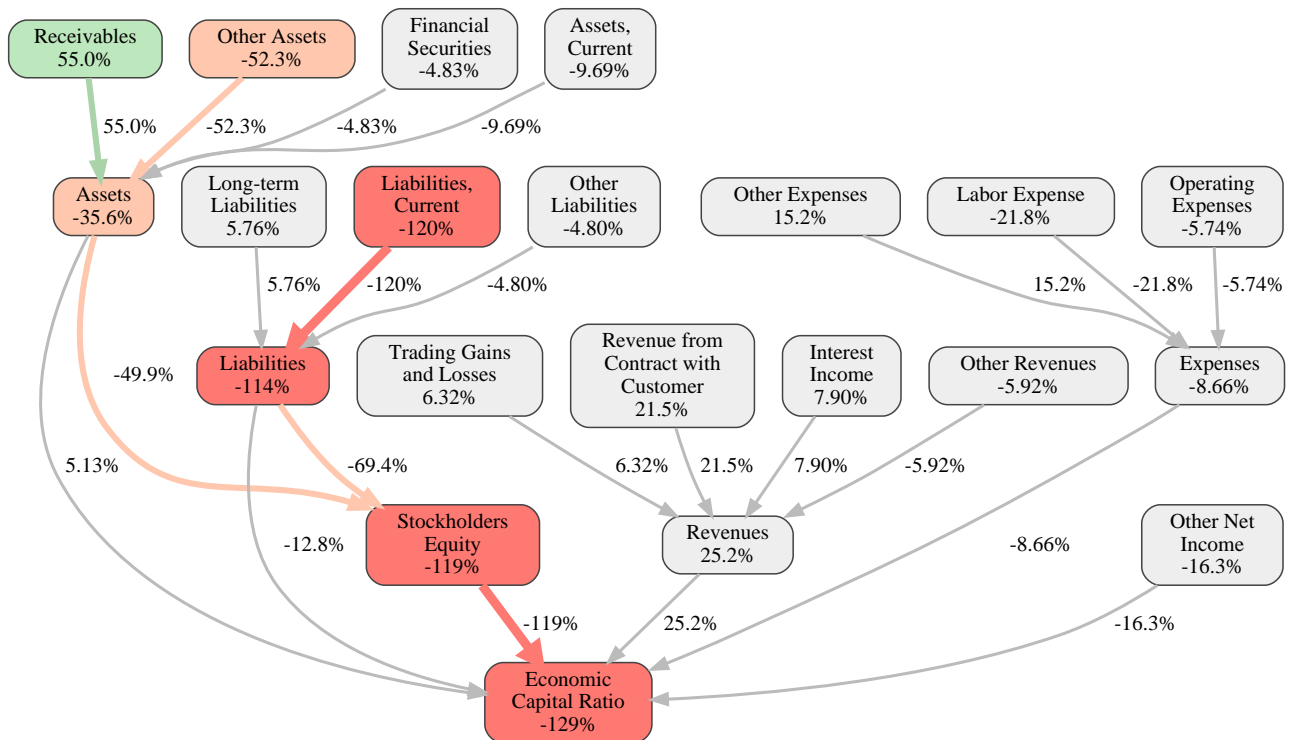 Receivables
55.0%
Other Assets
-52.3%
Financial
Securities
-4.83%
Assets,
Current
-9.69%
55.0%
-52.3%
-4.83%
-9.69%
Assets
-35.6%
Long-term
Liabilities
5.76%
Liabilities,
Current
-120%
Other
Liabilities
-4.80%
Other Expenses
15.2%
Labor Expense
-21.8%
Operating
Expenses
-5.74%
5.76%
-120%
-4.80%
15.2%
-21.8%
-5.74%
Liabilities
-114%
Trading Gains
and Losses
6.32%
Revenue from
Contract with
Customer
21.5%
Interest
Income
7.90%
Other Revenues
-5.92%
Expenses
-8.66%
-49.9%
5.13%
-69.4%
6.32%
21.5%
7.90%
-5.92%
Stockholders
Equity
-119%
Revenues
25.2%
Other Net
Income
-16.3%
-12.8%
-8.66%
-119%
25.2%
-16.3%
Economic
Capital Ratio
-129%